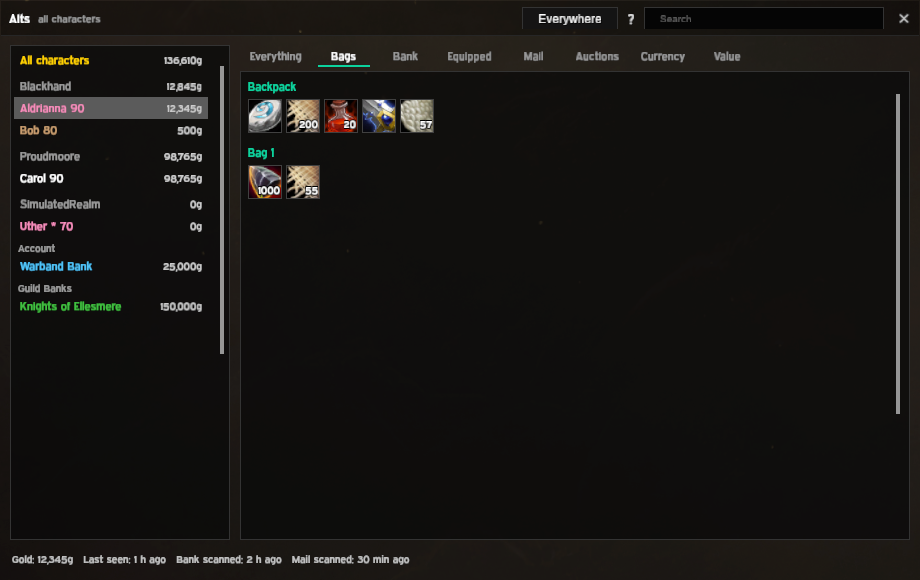 Alts all characters Everywhere ? Search ✕
Everything Bags Bank Equipped Mail Auctions Currency Value
All characters 136,610g
Blackhand 12,845g
Aldrianna 90 12,345g
Bob 80 500g
Proudmoore 98,765g
Carol 90 98,765g
SimulatedRealm 0g
Uther * 70 0g
Account
Warband Bank 25,000g
Guild Banks
Knights of Ellesmere 150,000g
Backpack
200 20 57
Bag 1
1000 55
Gold: 12,345g Last seen: 1 h ago Bank scanned: 2 h ago Mail scanned: 30 min ago